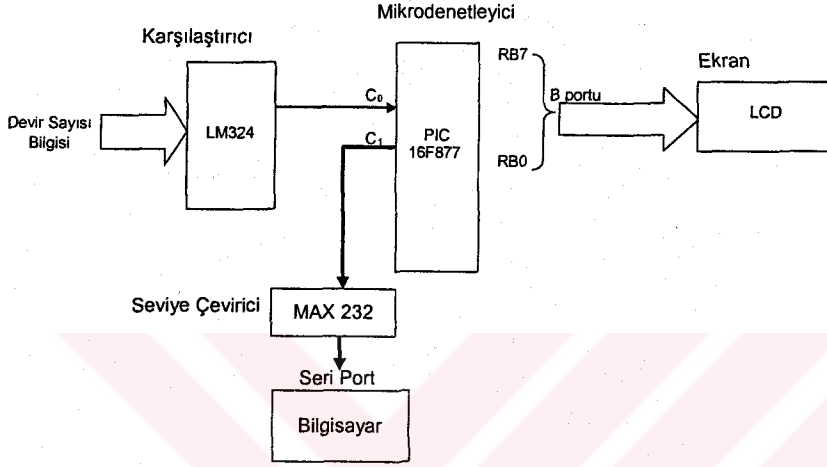 Mikrodenetleyici
Karşılaştırıcı
Ekran
RB7
B portu
LCD
C₀
Devir Sayısı
Bilgisi
LM324
PIC
16F877
C₁
RB0
Seviye Çevirici
MAX 232
Seri Port
Bilgisayar